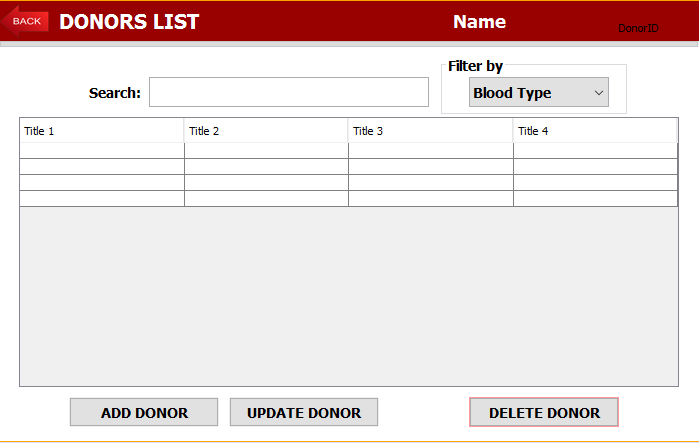 BACK DONORS LIST Name DonorID
Filter by
Search: Blood Type
Title 1 Title 2 Title 3 Title 4
ADD DONOR UPDATE DONOR DELETE DONOR